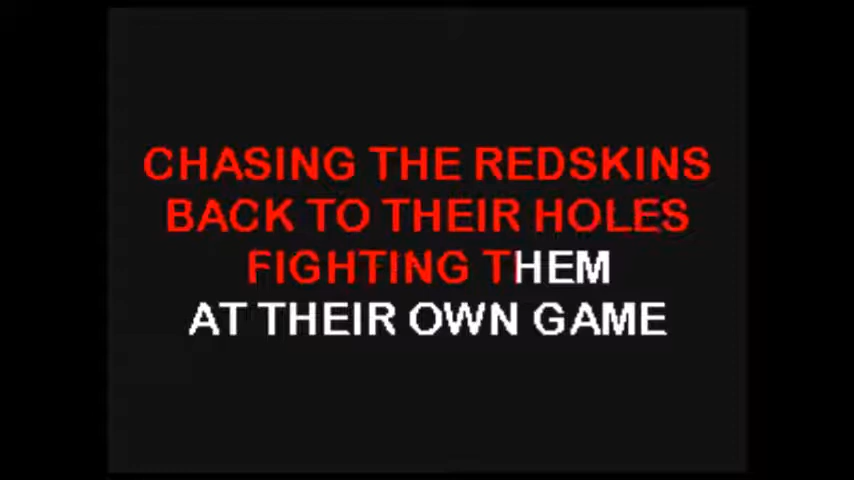 CHASING THE REDSKINS
BACK TO THEIR HOLES
FIGHTING THEM
AT THEIR OWN GAME